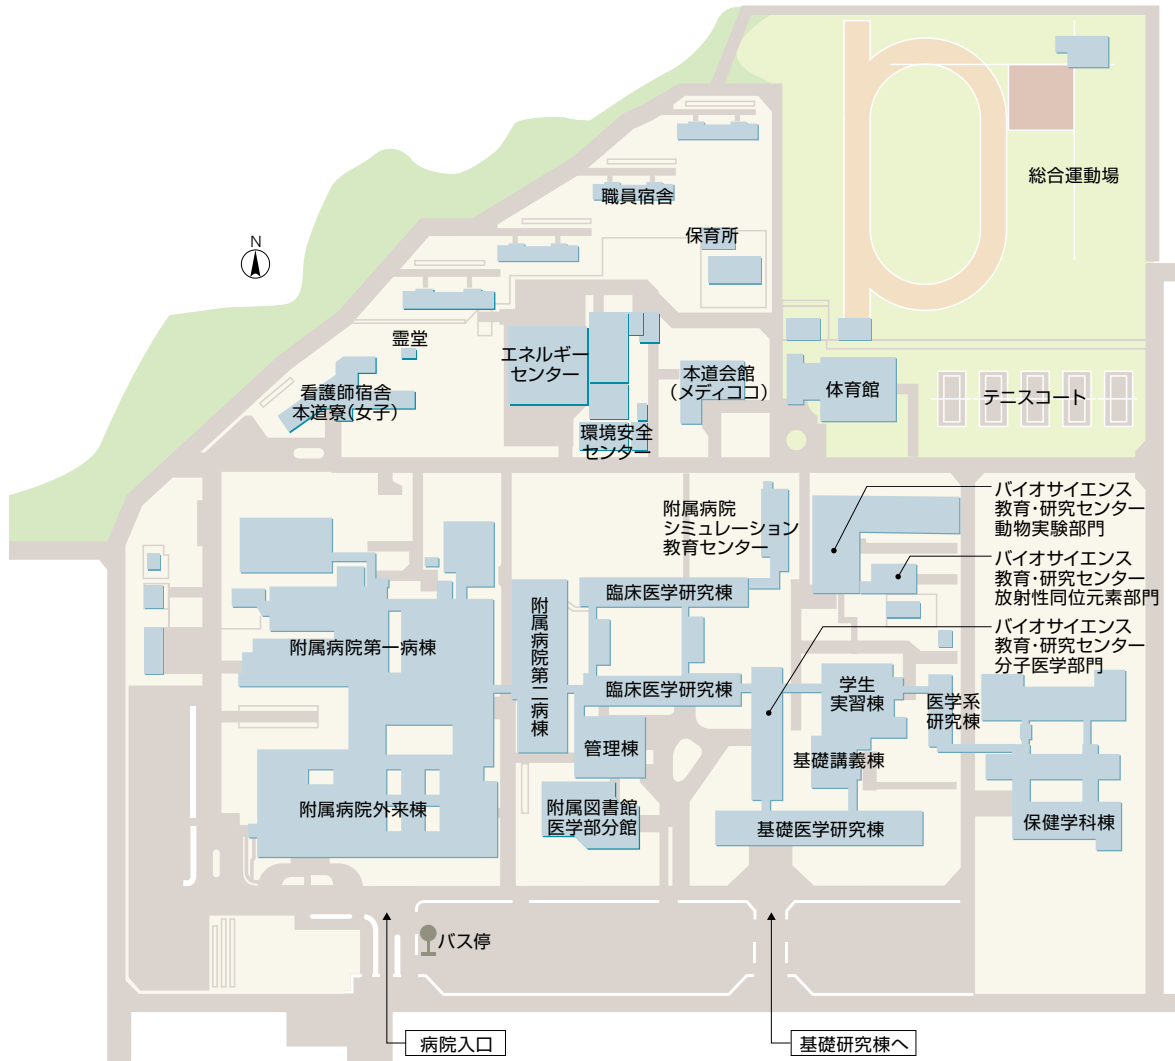 総合運動場
職員宿舎
保育所
N
霊堂
エネルギー
センター
本道会館
(メディココ)
体育館
テニスコート
看護師宿舎
本道寮(女子)
環境安全
センター
附属病院
シミュレーション
教育センター
バイオサイエンス
教育・研究センター
動物実験部門
バイオサイエンス
教育・研究センター
放射性同位元素部門
バイオサイエンス
教育・研究センター
分子医学部門
臨床医学研究棟
附属病院第二病棟
附属病院第一病棟
臨床医学研究棟
学生
実習棟
医学系
研究棟
管理棟
基礎講義棟
附属病院外来棟
附属図書館
医学部分館
基礎医学研究棟
保健学科棟
バス停
病院入口
基礎研究棟へ